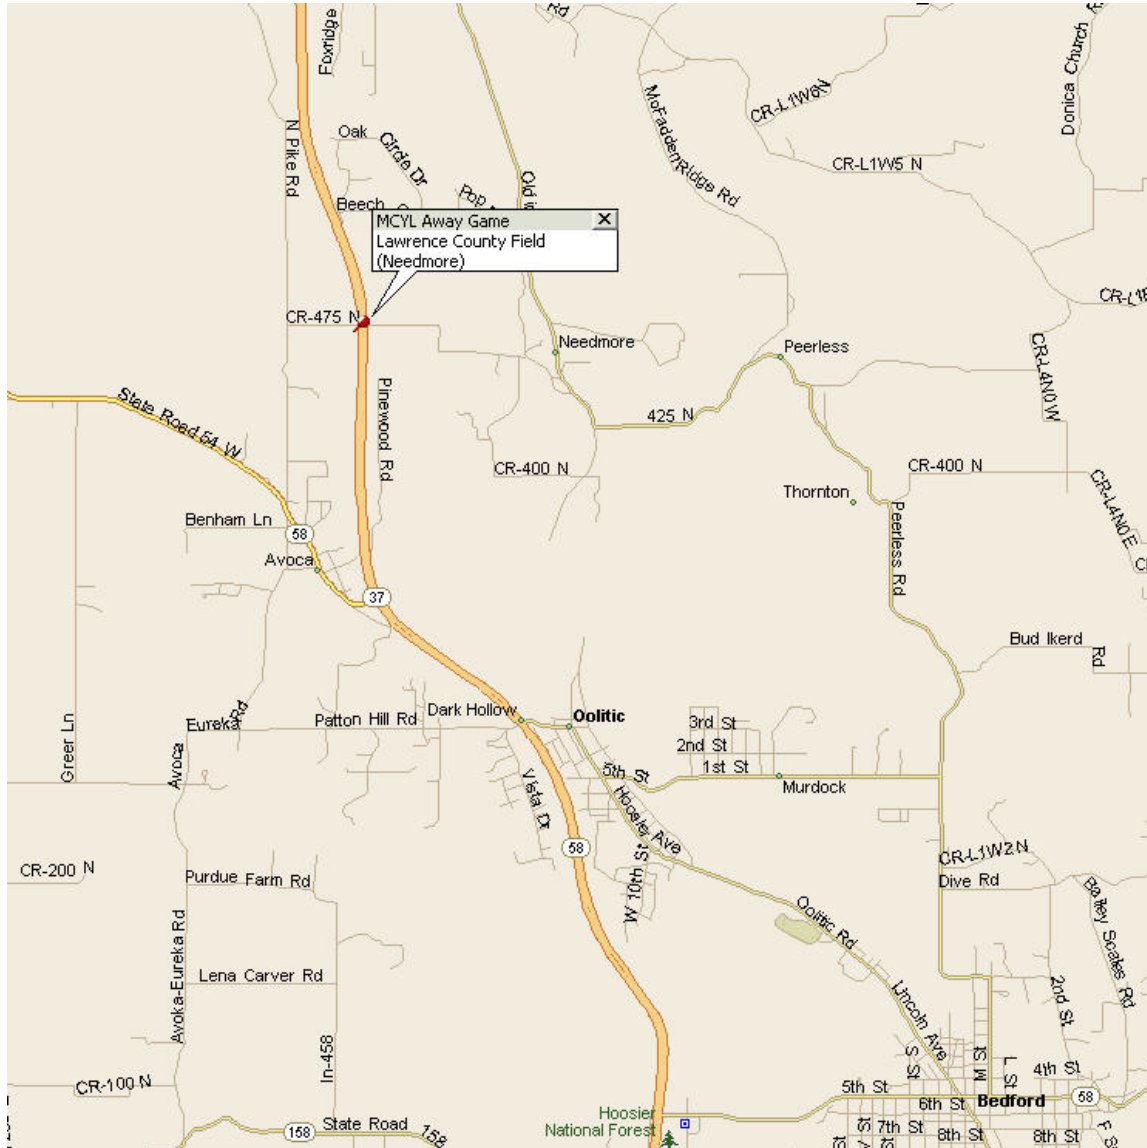 Rd
Foxridge
Donica Church
McFadden Ridge Rd
CR-L1W6N
N Pike Rd
Oak
Circle Dr
CR-L1W5 N
Pop
Beech
MCYL Away Game
X
Lawrence County Field
(Needmore)
CR-475 N
Needmore
Peerless
CR-L4N0 W
State Road 54 W
Pinewood Rd
425 N
CR-400 N
CR-400 N
Thornton
Peerless Rd
CR-L4N0 E
Benham Ln
58
Avoca
37
Bud Ikerd
Rd
Greer Ln
Avoca
Eureka
Rd
Patton Hill Rd
Dark Hollow
Oolitic
3rd St
2nd St
1st St
5th St
Murdock
Vista Dr
Hoosier Ave
58
W 10th St
CR-200 N
Purdue Farm Rd
CR-L1W2 N
Dive Rd
Bailey Scales Rd
Oolitic Rd
Avoka-Eureka Rd
Lena Carver Rd
Lincoln Ave
2nd St
In-458
S St
M St
L St
CR-100 N
4th St
5th St
6th St
Bedford
58
F S
Hoosier
National Forest
7th St
8th St
8th St
158
State Road 158